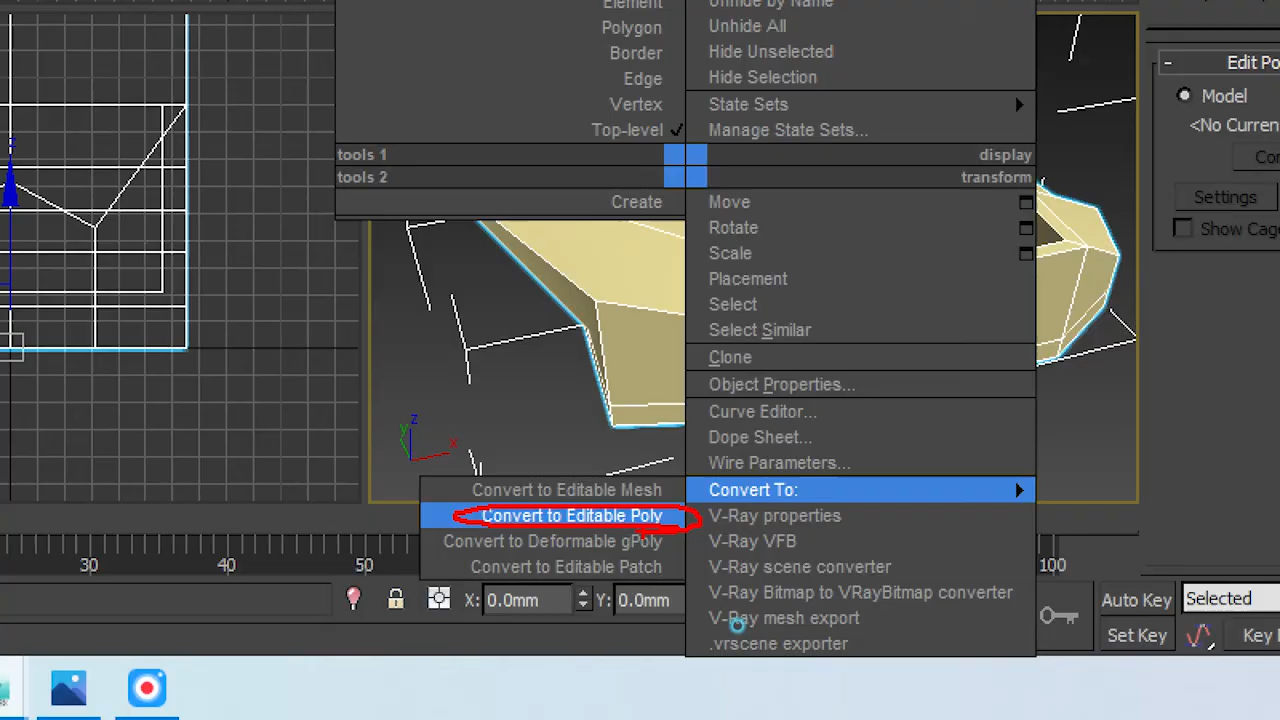 Element
Polygon
Border
Edge
Vertex
Top-level
tools 1
tools 2
Create
Unhide by Name
Unhide All
Hide Unselected
Hide Selection
State Sets
Manage State Sets...
display
transform
Move
Rotate
Scale
Placement
Select
Select Similar
Clone
Object Properties...
Curve Editor...
Dope Sheet...
Wire Parameters...
Convert To:
V-Ray properties
V-Ray VFB
V-Ray scene converter
V-Ray Bitmap to VRayBitmap converter
V-Ray mesh export
.vrscene exporter
Convert to Editable Mesh
Convert to Editable Poly
Convert to Deformable gPoly
Convert to Editable Patch
- Edit Po
Model
<No Curren
Co
Settings
Show Cag
z
z
y
x
30 40 50 100
X: 0.0mm Y: 0.0mm
Auto Key Selected
Set Key Key